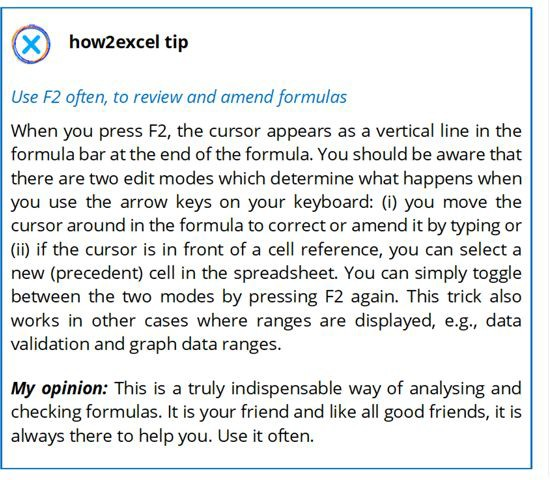 how2excel tip
Use F2 often, to review and amend formulas
When you press F2, the cursor appears as a vertical line in the
formula bar at the end of the formula. You should be aware that
there are two edit modes which determine what happens when
you use the arrow keys on your keyboard: (i) you move the
cursor around in the formula to correct or amend it by typing or
(ii) if the cursor is in front of a cell reference, you can select a
new (precedent) cell in the spreadsheet. You can simply toggle
between the two modes by pressing F2 again. This trick also
works in other cases where ranges are displayed, e.g., data
validation and graph data ranges.
My opinion: This is a truly indispensable way of analysing and
checking formulas. It is your friend and like all good friends, it is
always there to help you. Use it often.